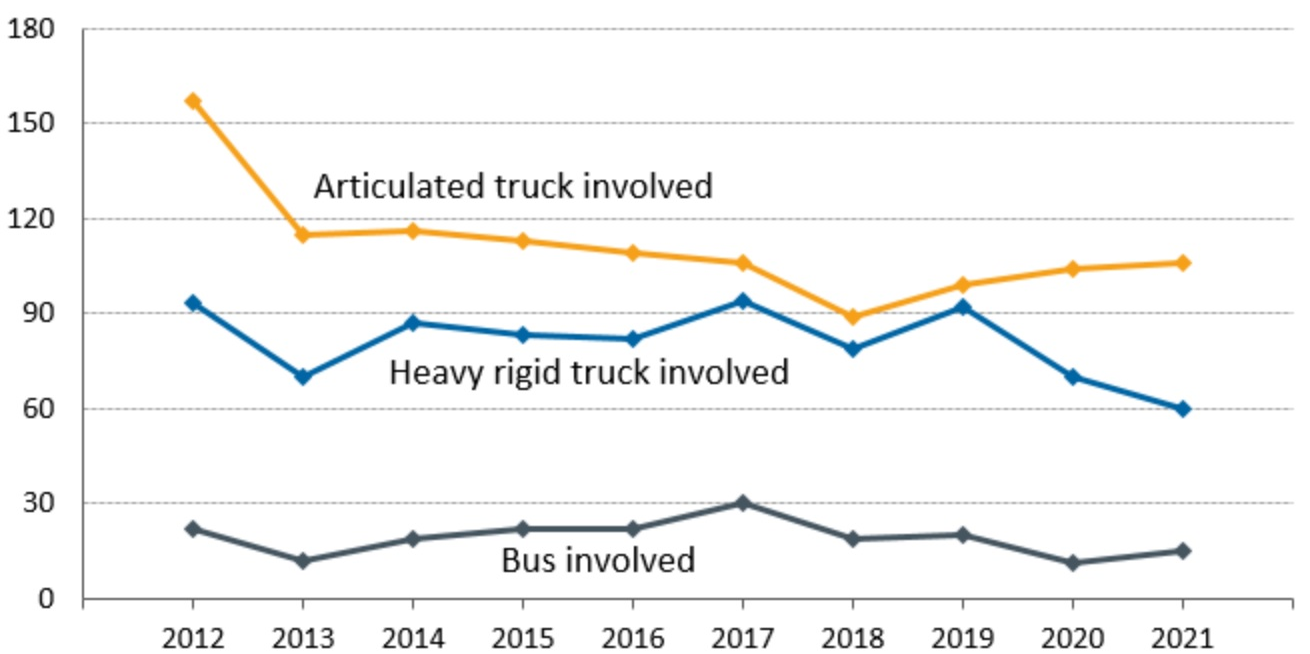 180
150
Articulated truck involved
120
90
Heavy rigid truck involved
60
30
Bus involved
0
2012 2013 2014 2015 2016 2017 2018 2019 2020 2021